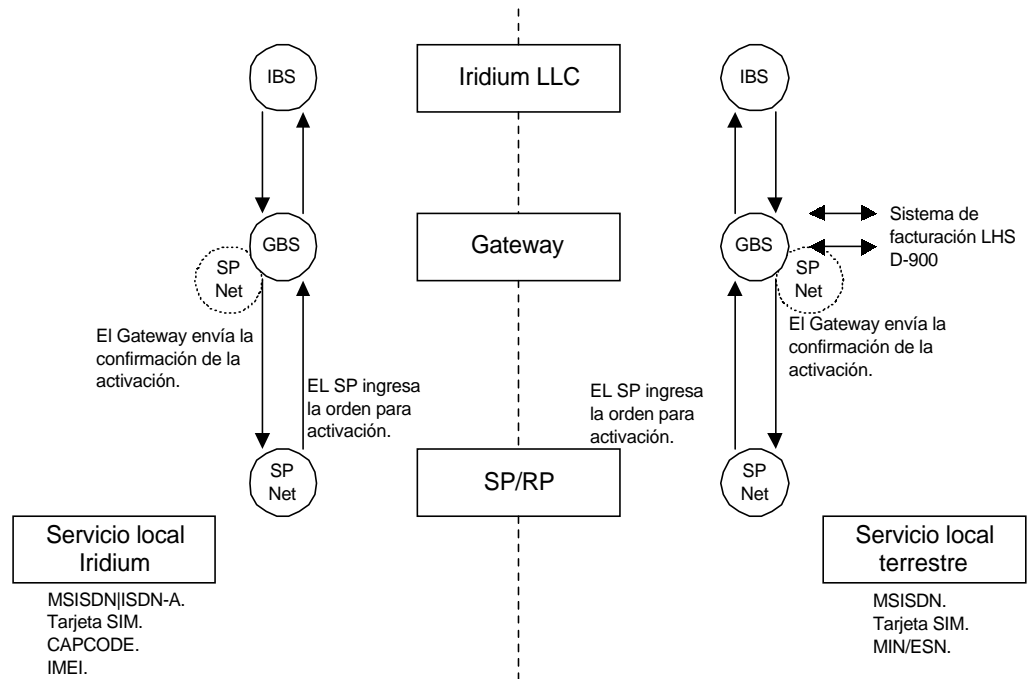 IBS
Iridium LLC
IBS
GBS
Gateway
GBS
Sistema de
facturación LHS
D-900
SP
Net
SP
Net
El Gateway envía la
confirmación de la
activación.
El Gateway envía la
confirmación de la
activación.
EL SP ingresa
la orden para
activación.
EL SP ingresa
la orden para
activación.
SP
Net
SP/RP
SP
Net
Servicio local
Iridium
MSISDN|ISDN-A.
Tarjeta SIM.
CAPCODE.
IMEI.
Servicio local
terrestre
MSISDN.
Tarjeta SIM.
MIN/ESN.